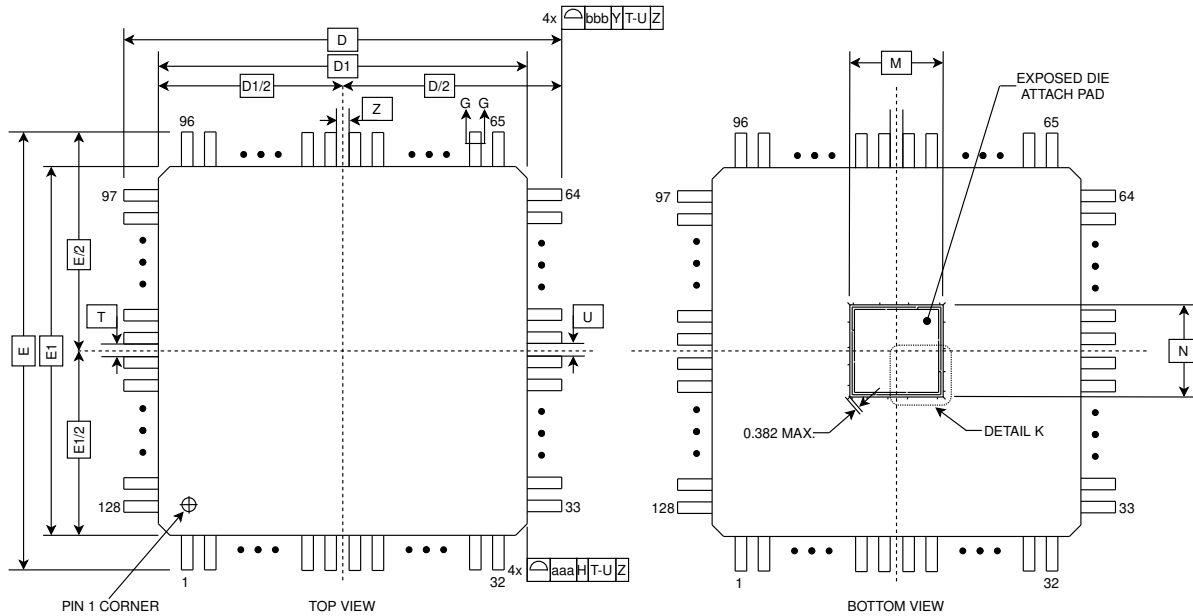 4x bbb Y T-U Z
D
D1
D1/2
D/2
Z
G G
96
65
97
64
E/2
E
E1
T
U
E1/2
128
33
1
32
4x aaa H T-U Z
PIN 1 CORNER
TOP VIEW
M
EXPOSED DIE
ATTACH PAD
96
65
97
64
N
0.382 MAX.
DETAIL K
128
33
1
32
BOTTOM VIEW